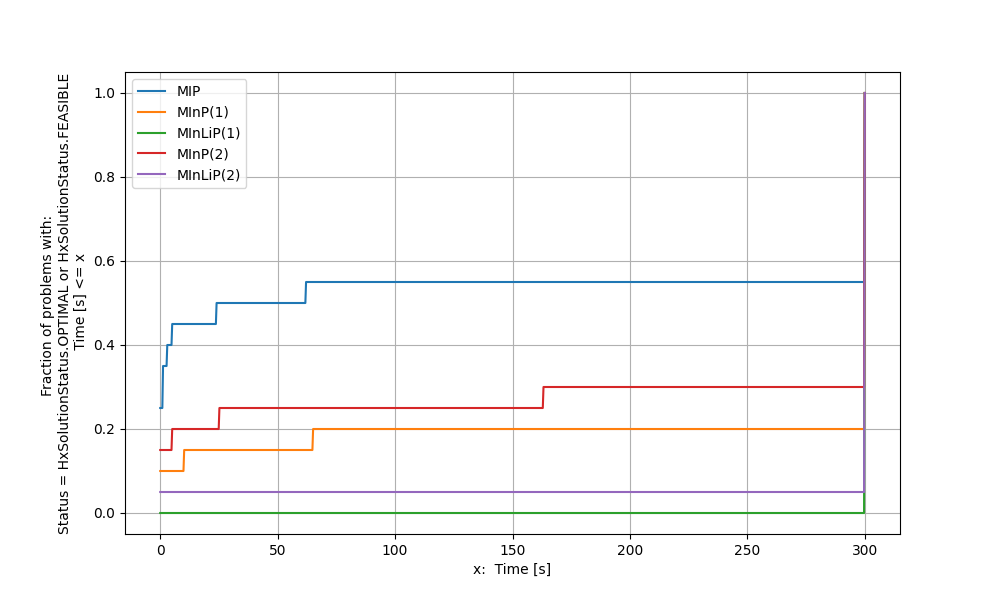 MIP
MInP(1)
MInLiP(1)
MInP(2)
MInLiP(2)
Fraction of problems with:
Status = HxSolutionStatus.OPTIMAL or HxSolutionStatus.FEASIBLE
Time [s] <= x
1.0
0.8
0.6
0.4
0.2
0.0
0 50 100 150 200 250 300
x:  Time [s]